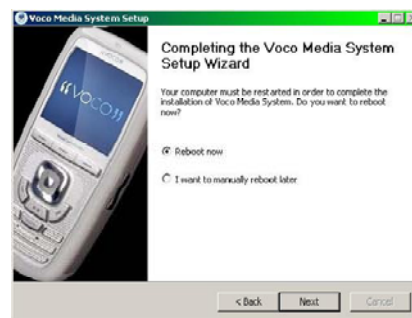 Voco Media System Setup
((VOCO))
Completing the Voco Media System
Setup Wizard
Your computer must be restarted in order to complete the
installation of Voco Media System. Do you want to reboot
now?
Reboot now
I want to manually reboot later
< Back
Next
Cancel